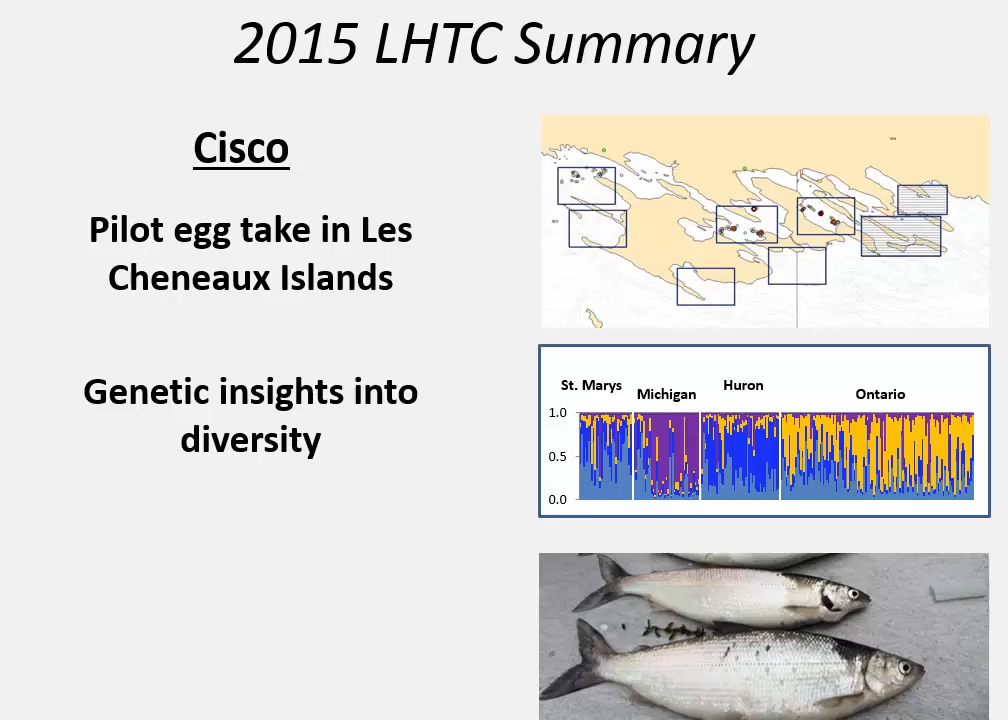 2015 LHTC Summary
Cisco
Pilot egg take in Les
Cheneaux Islands
Genetic insights into
diversity
St. Marys
Michigan
Huron
Ontario
1.0
0.5
0.0